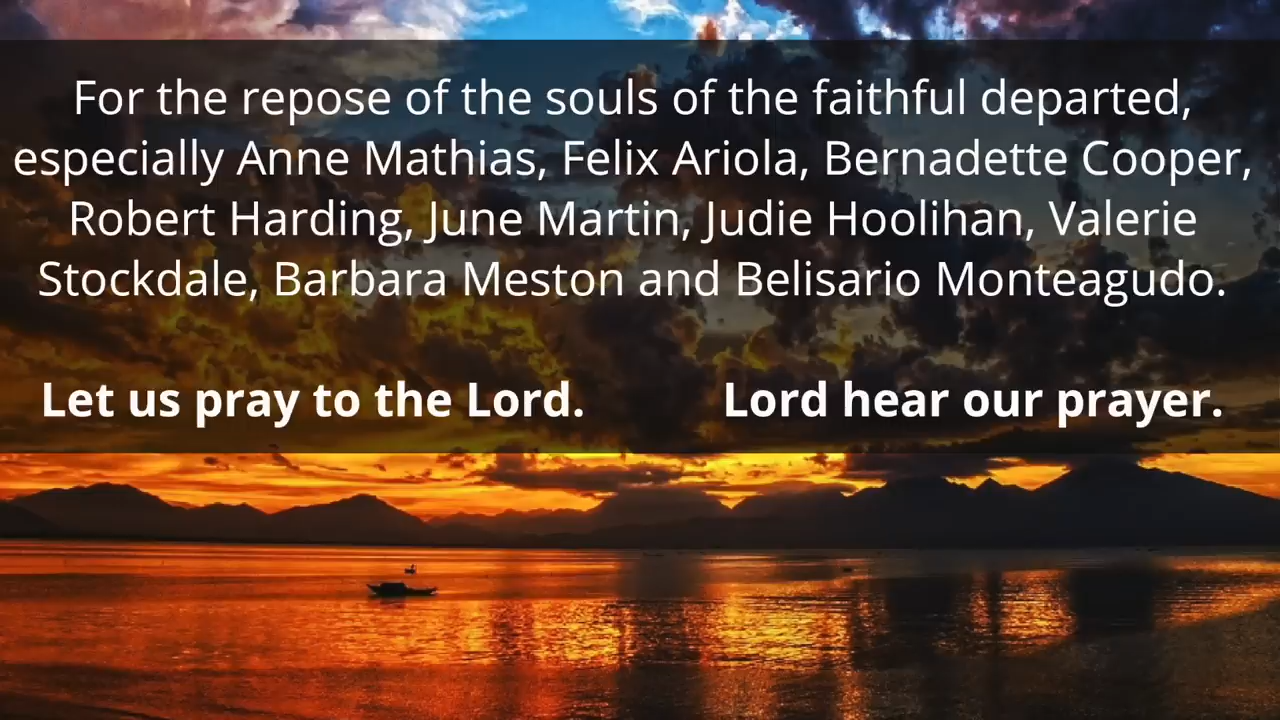 For the repose of the souls of the faithful departed,
especially Anne Mathias, Felix Ariola, Bernadette Cooper,
Robert Harding, June Martin, Judie Hoolihan, Valerie
Stockdale, Barbara Meston and Belisario Monteagudo.
Let us pray to the Lord. Lord hear our prayer.